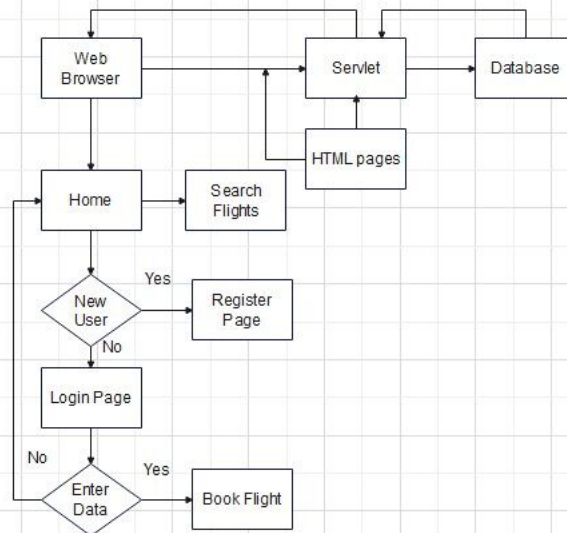 Web
Browser
Servlet
Database
HTML pages
Home
Search
Flights
Yes
New
User
Register
Page
No
Login Page
No
Yes
Enter
Data
Book Flight